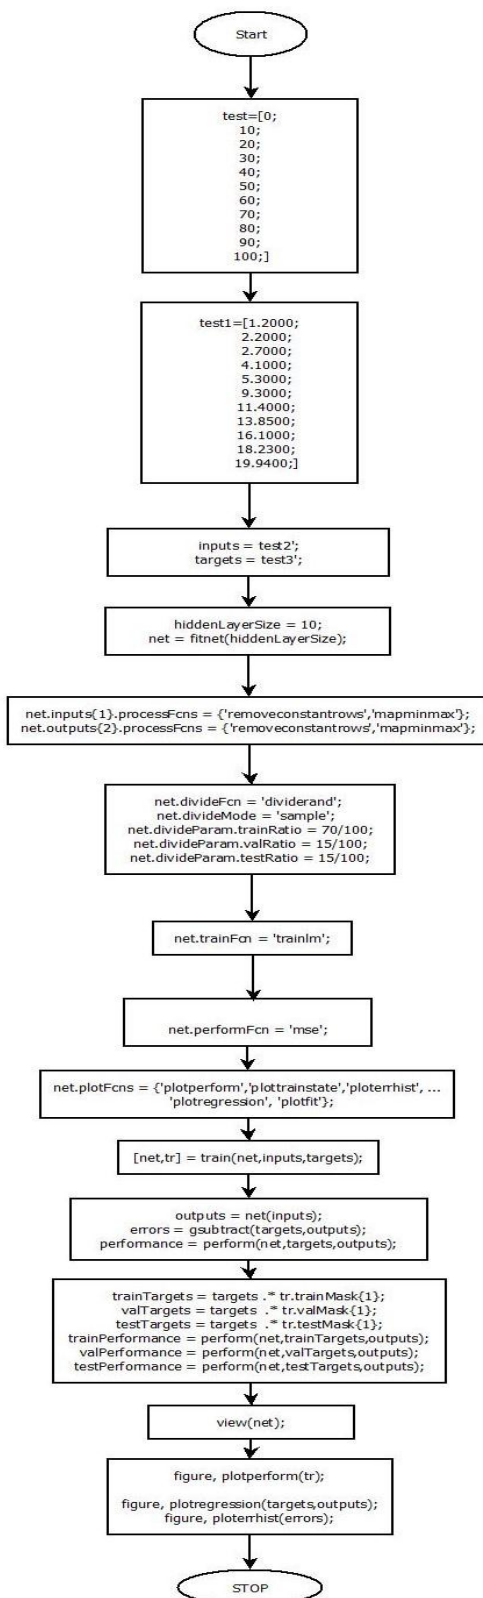 Start
test=[0;
10;
20;
30;
40;
50;
60;
70;
80;
90;
100;]
test1=[1.2000;
2.2000;
2.7000;
4.1000;
5.3000;
9.3000;
11.4000;
13.8500;
16.1000;
18.2300;
19.9400;]
inputs = test2';
targets = test3';
hiddenLayerSize = 10;
net = fitnet(hiddenLayerSize);
net.inputs{1}.processFcns = {'removeconstantrows','mapminmax'};
net.outputs{2}.processFcns = {'removeconstantrows','mapminmax'};
net.divideFcn = 'dividerand';
net.divideMode = 'sample';
net.divideParam.trainRatio = 70/100;
net.divideParam.valRatio = 15/100;
net.divideParam.testRatio = 15/100;
net.trainFcn = 'trainlm';
net.performFcn = 'mse';
net.plotFcns = {'plotperform','plottrainstate','ploterrhist', ...
'plotregression', 'plotfit'};
[net,tr] = train(net,inputs,targets);
outputs = net(inputs);
errors = gsubtract(targets,outputs);
performance = perform(net,targets,outputs);
trainTargets = targets .* tr.trainMask{1};
valTargets = targets .* tr.valMask{1};
testTargets = targets .* tr.testMask{1};
trainPerformance = perform(net,trainTargets,outputs);
valPerformance = perform(net,valTargets,outputs);
testPerformance = perform(net,testTargets,outputs);
view(net);
figure, plotperform(tr);
figure, plotregression(targets,outputs);
figure, ploterrhist(errors);
STOP